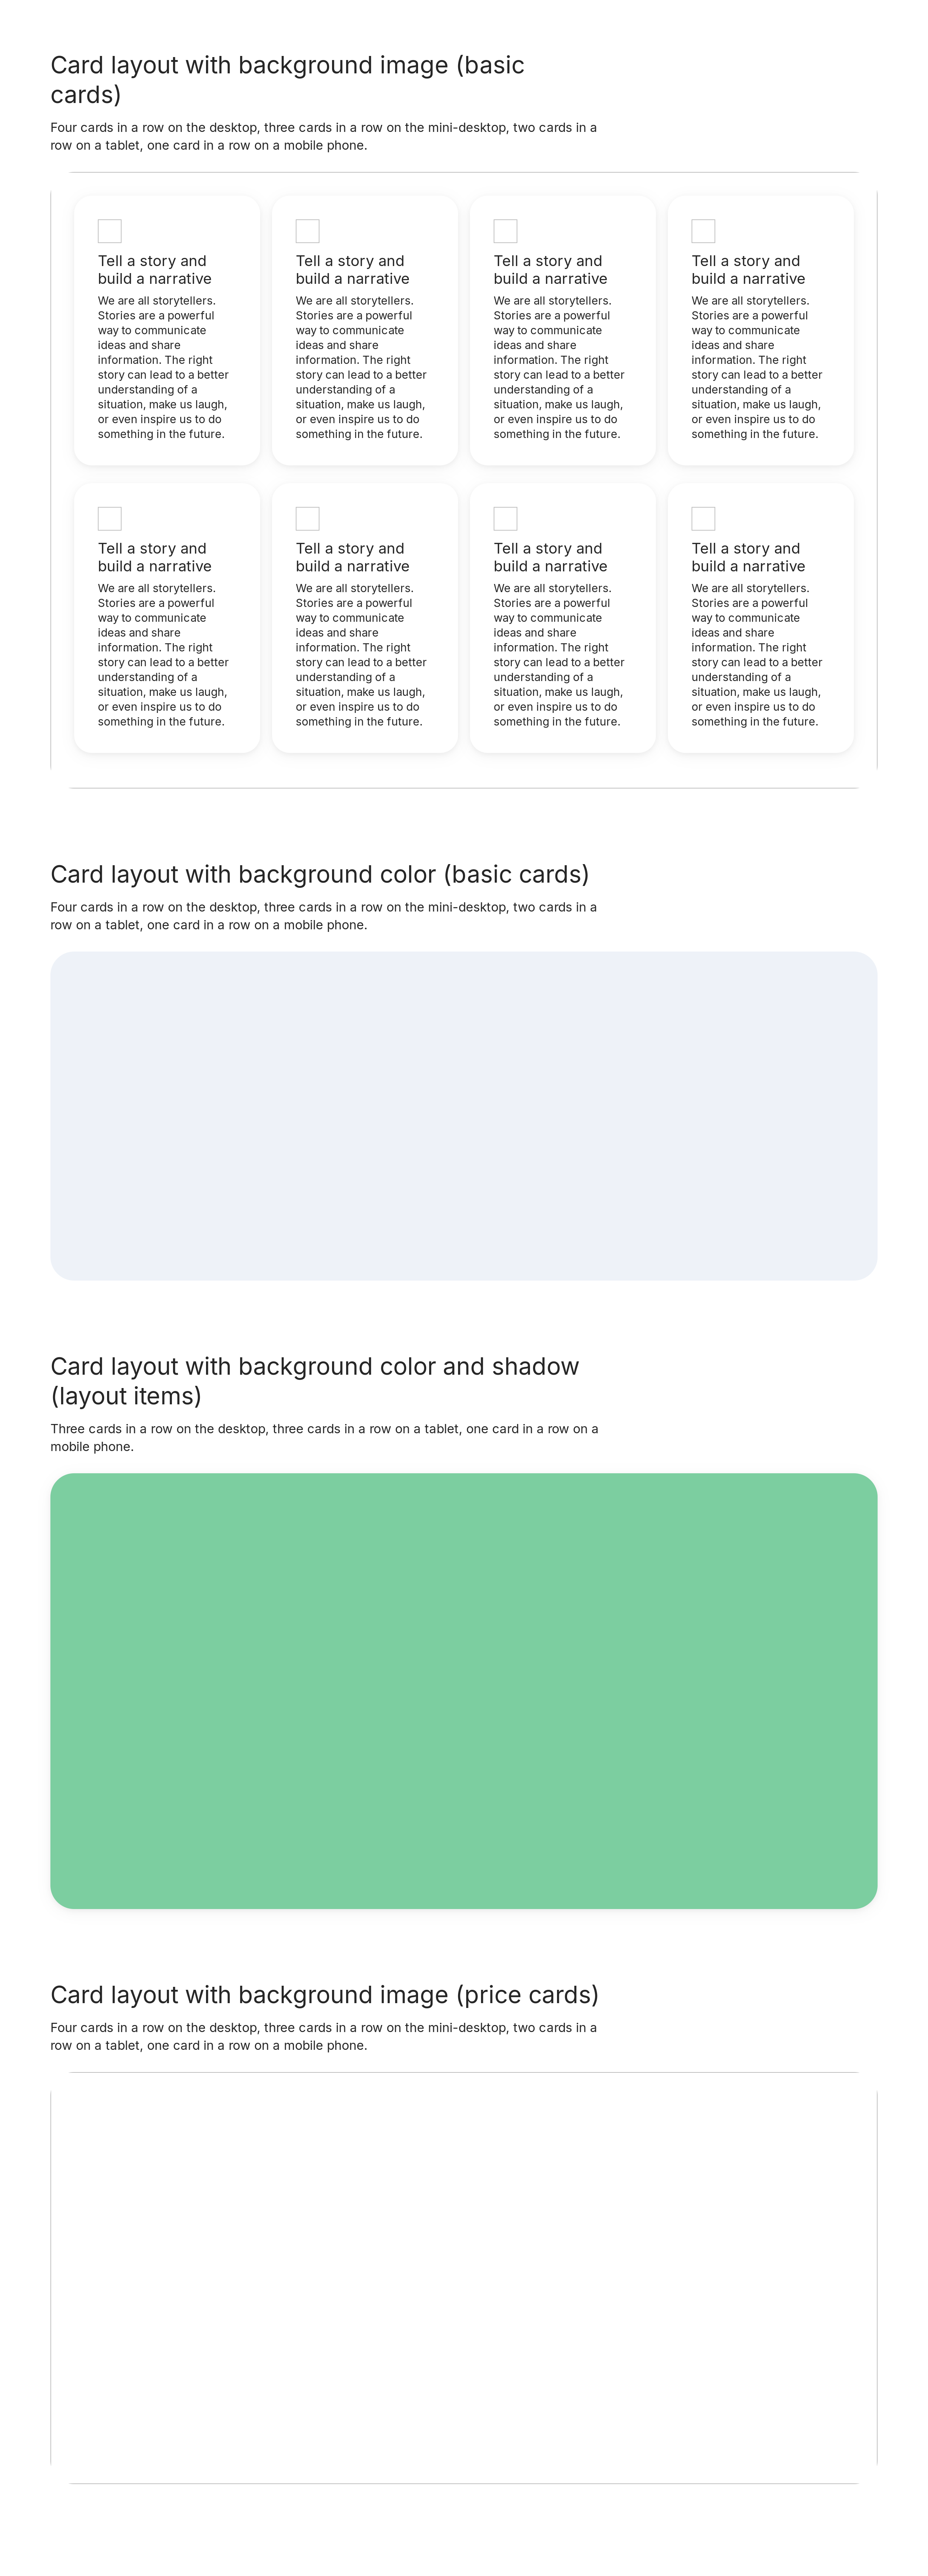 Card layout with background image (basic
cards)
Four cards in a row on the desktop, three cards in a row on the mini-desktop, two cards in a
row on a tablet, one card in a row on a mobile phone.
Tell a story and
build a narrative
We are all storytellers.
Stories are a powerful
way to communicate
ideas and share
information. The right
story can lead to a better
understanding of a
situation, make us laugh,
or even inspire us to do
something in the future.
Tell a story and
build a narrative
We are all storytellers.
Stories are a powerful
way to communicate
ideas and share
information. The right
story can lead to a better
understanding of a
situation, make us laugh,
or even inspire us to do
something in the future.
Tell a story and
build a narrative
We are all storytellers.
Stories are a powerful
way to communicate
ideas and share
information. The right
story can lead to a better
understanding of a
situation, make us laugh,
or even inspire us to do
something in the future.
Tell a story and
build a narrative
We are all storytellers.
Stories are a powerful
way to communicate
ideas and share
information. The right
story can lead to a better
understanding of a
situation, make us laugh,
or even inspire us to do
something in the future.
Tell a story and
build a narrative
We are all storytellers.
Stories are a powerful
way to communicate
ideas and share
information. The right
story can lead to a better
understanding of a
situation, make us laugh,
or even inspire us to do
something in the future.
Tell a story and
build a narrative
We are all storytellers.
Stories are a powerful
way to communicate
ideas and share
information. The right
story can lead to a better
understanding of a
situation, make us laugh,
or even inspire us to do
something in the future.
Tell a story and
build a narrative
We are all storytellers.
Stories are a powerful
way to communicate
ideas and share
information. The right
story can lead to a better
understanding of a
situation, make us laugh,
or even inspire us to do
something in the future.
Tell a story and
build a narrative
We are all storytellers.
Stories are a powerful
way to communicate
ideas and share
information. The right
story can lead to a better
understanding of a
situation, make us laugh,
or even inspire us to do
something in the future.
Card layout with background color (basic cards)
Four cards in a row on the desktop, three cards in a row on the mini-desktop, two cards in a
row on a tablet, one card in a row on a mobile phone.
Card layout with background color and shadow
(layout items)
Three cards in a row on the desktop, three cards in a row on a tablet, one card in a row on a
mobile phone.
Card layout with background image (price cards)
Four cards in a row on the desktop, three cards in a row on the mini-desktop, two cards in a
row on a tablet, one card in a row on a mobile phone.